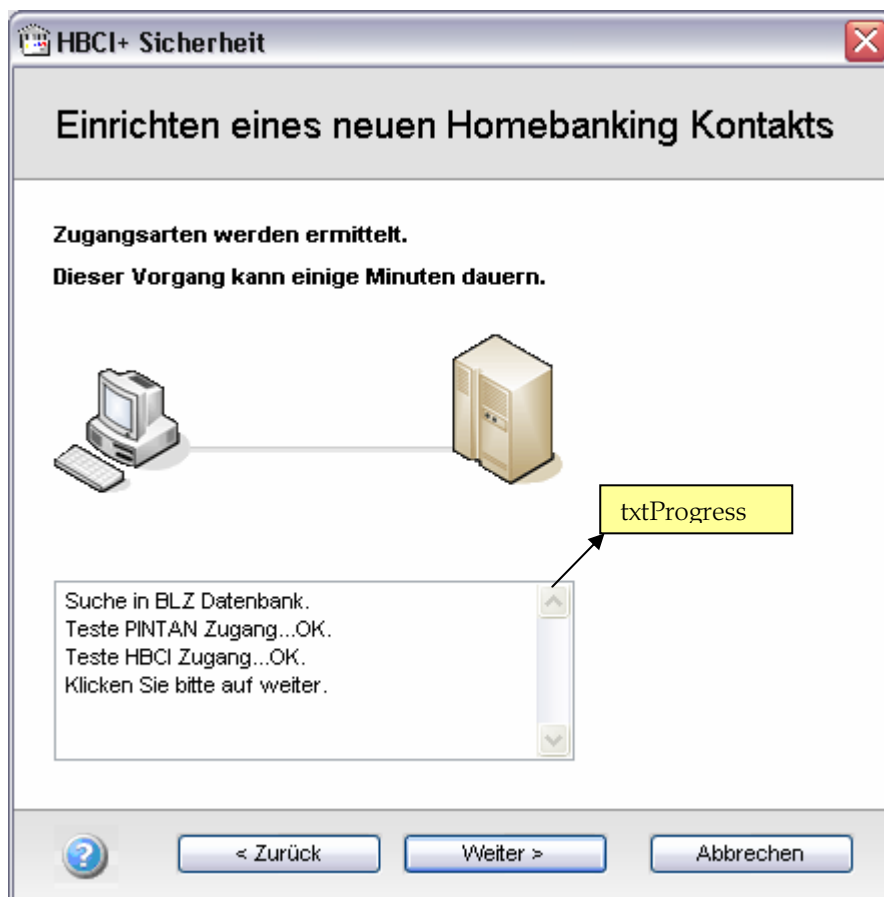 HBCI+ Sicherheit
Einrichten eines neuen Homebanking Kontakts
Zugangsarten werden ermittelt.
Dieser Vorgang kann einige Minuten dauern.
txtProgress
Suche in BLZ Datenbank.
Teste PINTAN Zugang...OK.
Teste HBCI Zugang...OK.
Klicken Sie bitte auf weiter.
? < Zurück Weiter > Abbrechen